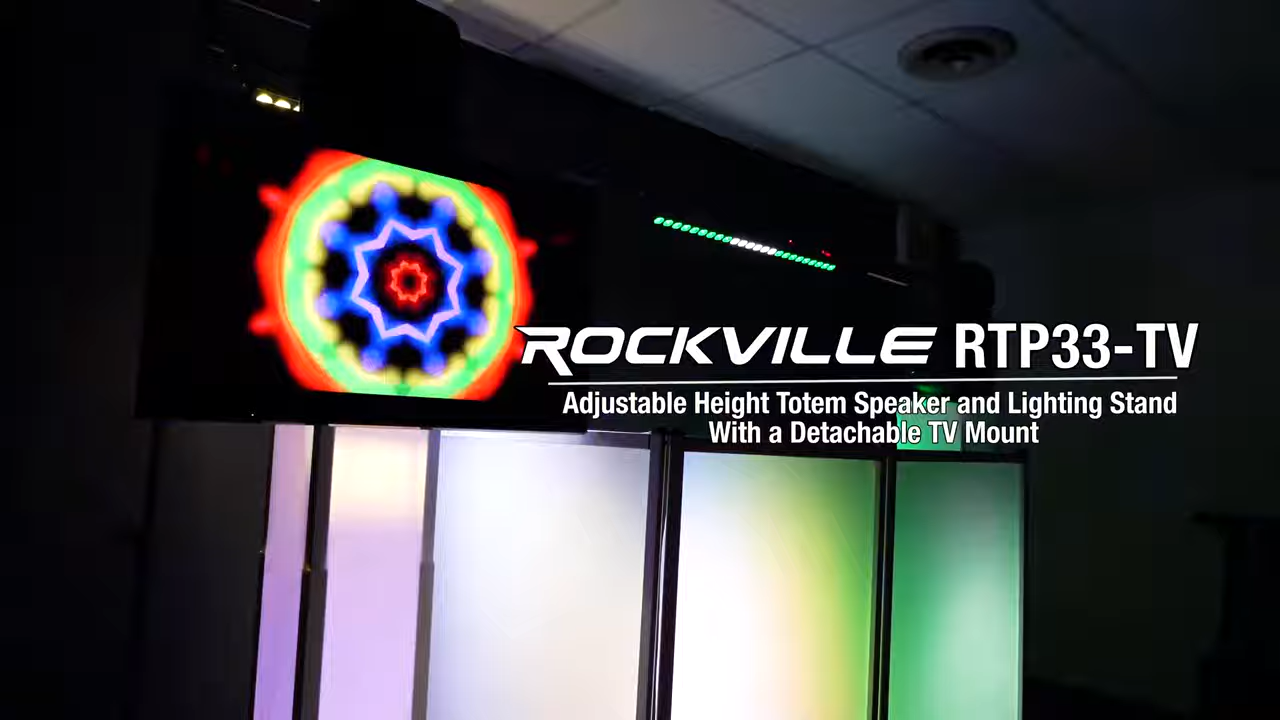 ROCKVILLE RTP33-TV
Adjustable Height Totem Speaker and Lighting Stand
With a Detachable TV Mount